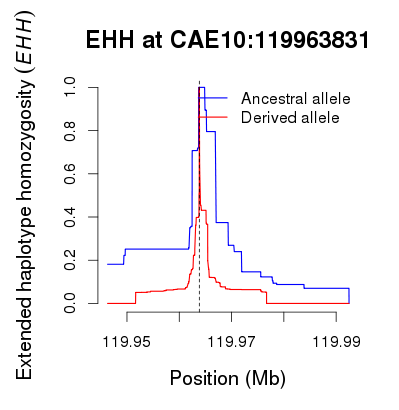 EHH at CAE10:119963831
Extended haplotype homozygosity (EHH)
1.0
0.8
0.6
0.4
0.2
0.0
Ancestral allele
Derived allele
119.95
119.97
119.99
Position (Mb)